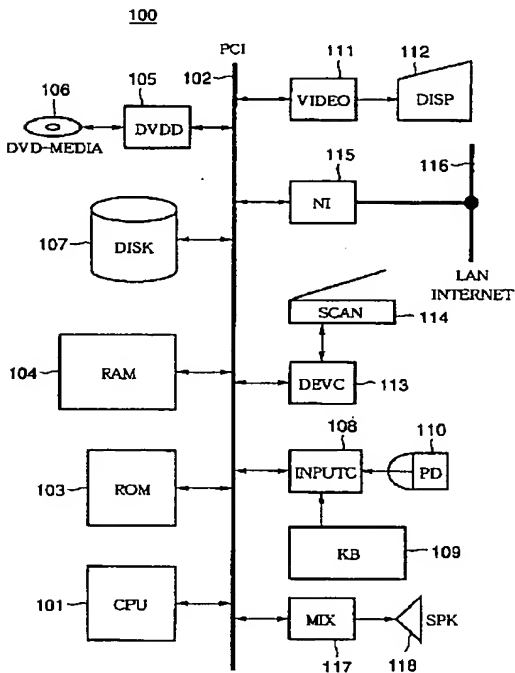 100
PCI
102
111
VIDEO
112
DISP
106
105
DVDD
DVD-MEDIA
115
NI
116
LAN
INTERNET
107
DISK
SCAN
114
104
RAM
DEVC
113
108
INPUTC
110
PD
103
ROM
KB
109
101
CPU
MIX
117
SPK
118